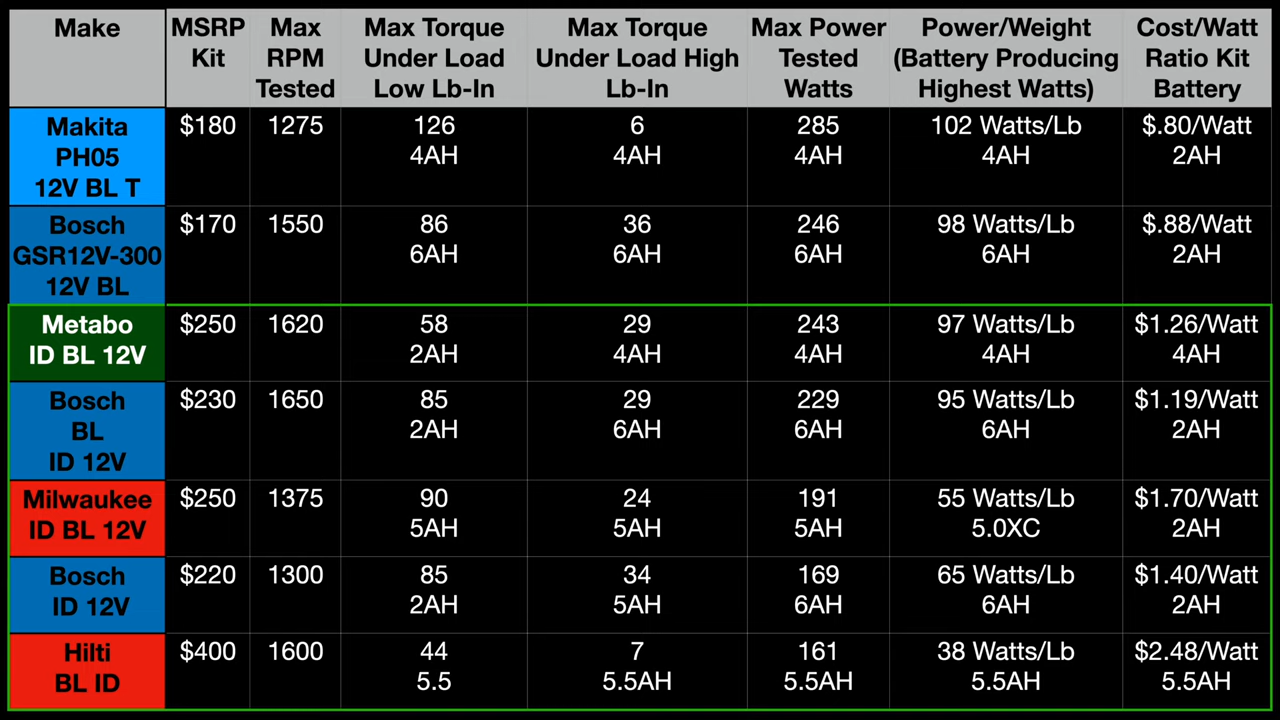 Make
MSRP Kit
Max RPM Tested
Max Torque Under Load Low Lb-In
Max Torque Under Load High Lb-In
Max Power Tested Watts
Power/Weight (Battery Producing Highest Watts)
Cost/Watt Ratio Kit Battery
Makita PH05 12V BL T
$180
1275
126 4AH
6 4AH
285 4AH
102 Watts/Lb 4AH
$.80/Watt 2AH
Bosch GSR12V-300 12V BL
$170
1550
86 6AH
36 6AH
246 6AH
98 Watts/Lb 6AH
$.88/Watt 2AH
Metabo ID BL 12V
$250
1620
58 2AH
29 4AH
243 4AH
97 Watts/Lb 4AH
$1.26/Watt 4AH
Bosch BL ID 12V
$230
1650
85 2AH
29 6AH
229 6AH
95 Watts/Lb 6AH
$1.19/Watt 2AH
Milwaukee ID BL 12V
$250
1375
90 5AH
24 5AH
191 5AH
55 Watts/Lb 5.0XC
$1.70/Watt 2AH
Bosch ID 12V
$220
1300
85 2AH
34 5AH
169 6AH
65 Watts/Lb 6AH
$1.40/Watt 2AH
Hilti BL ID
$400
1600
44 5.5
7 5.5AH
161 5.5AH
38 Watts/Lb 5.5AH
$2.48/Watt 5.5AH